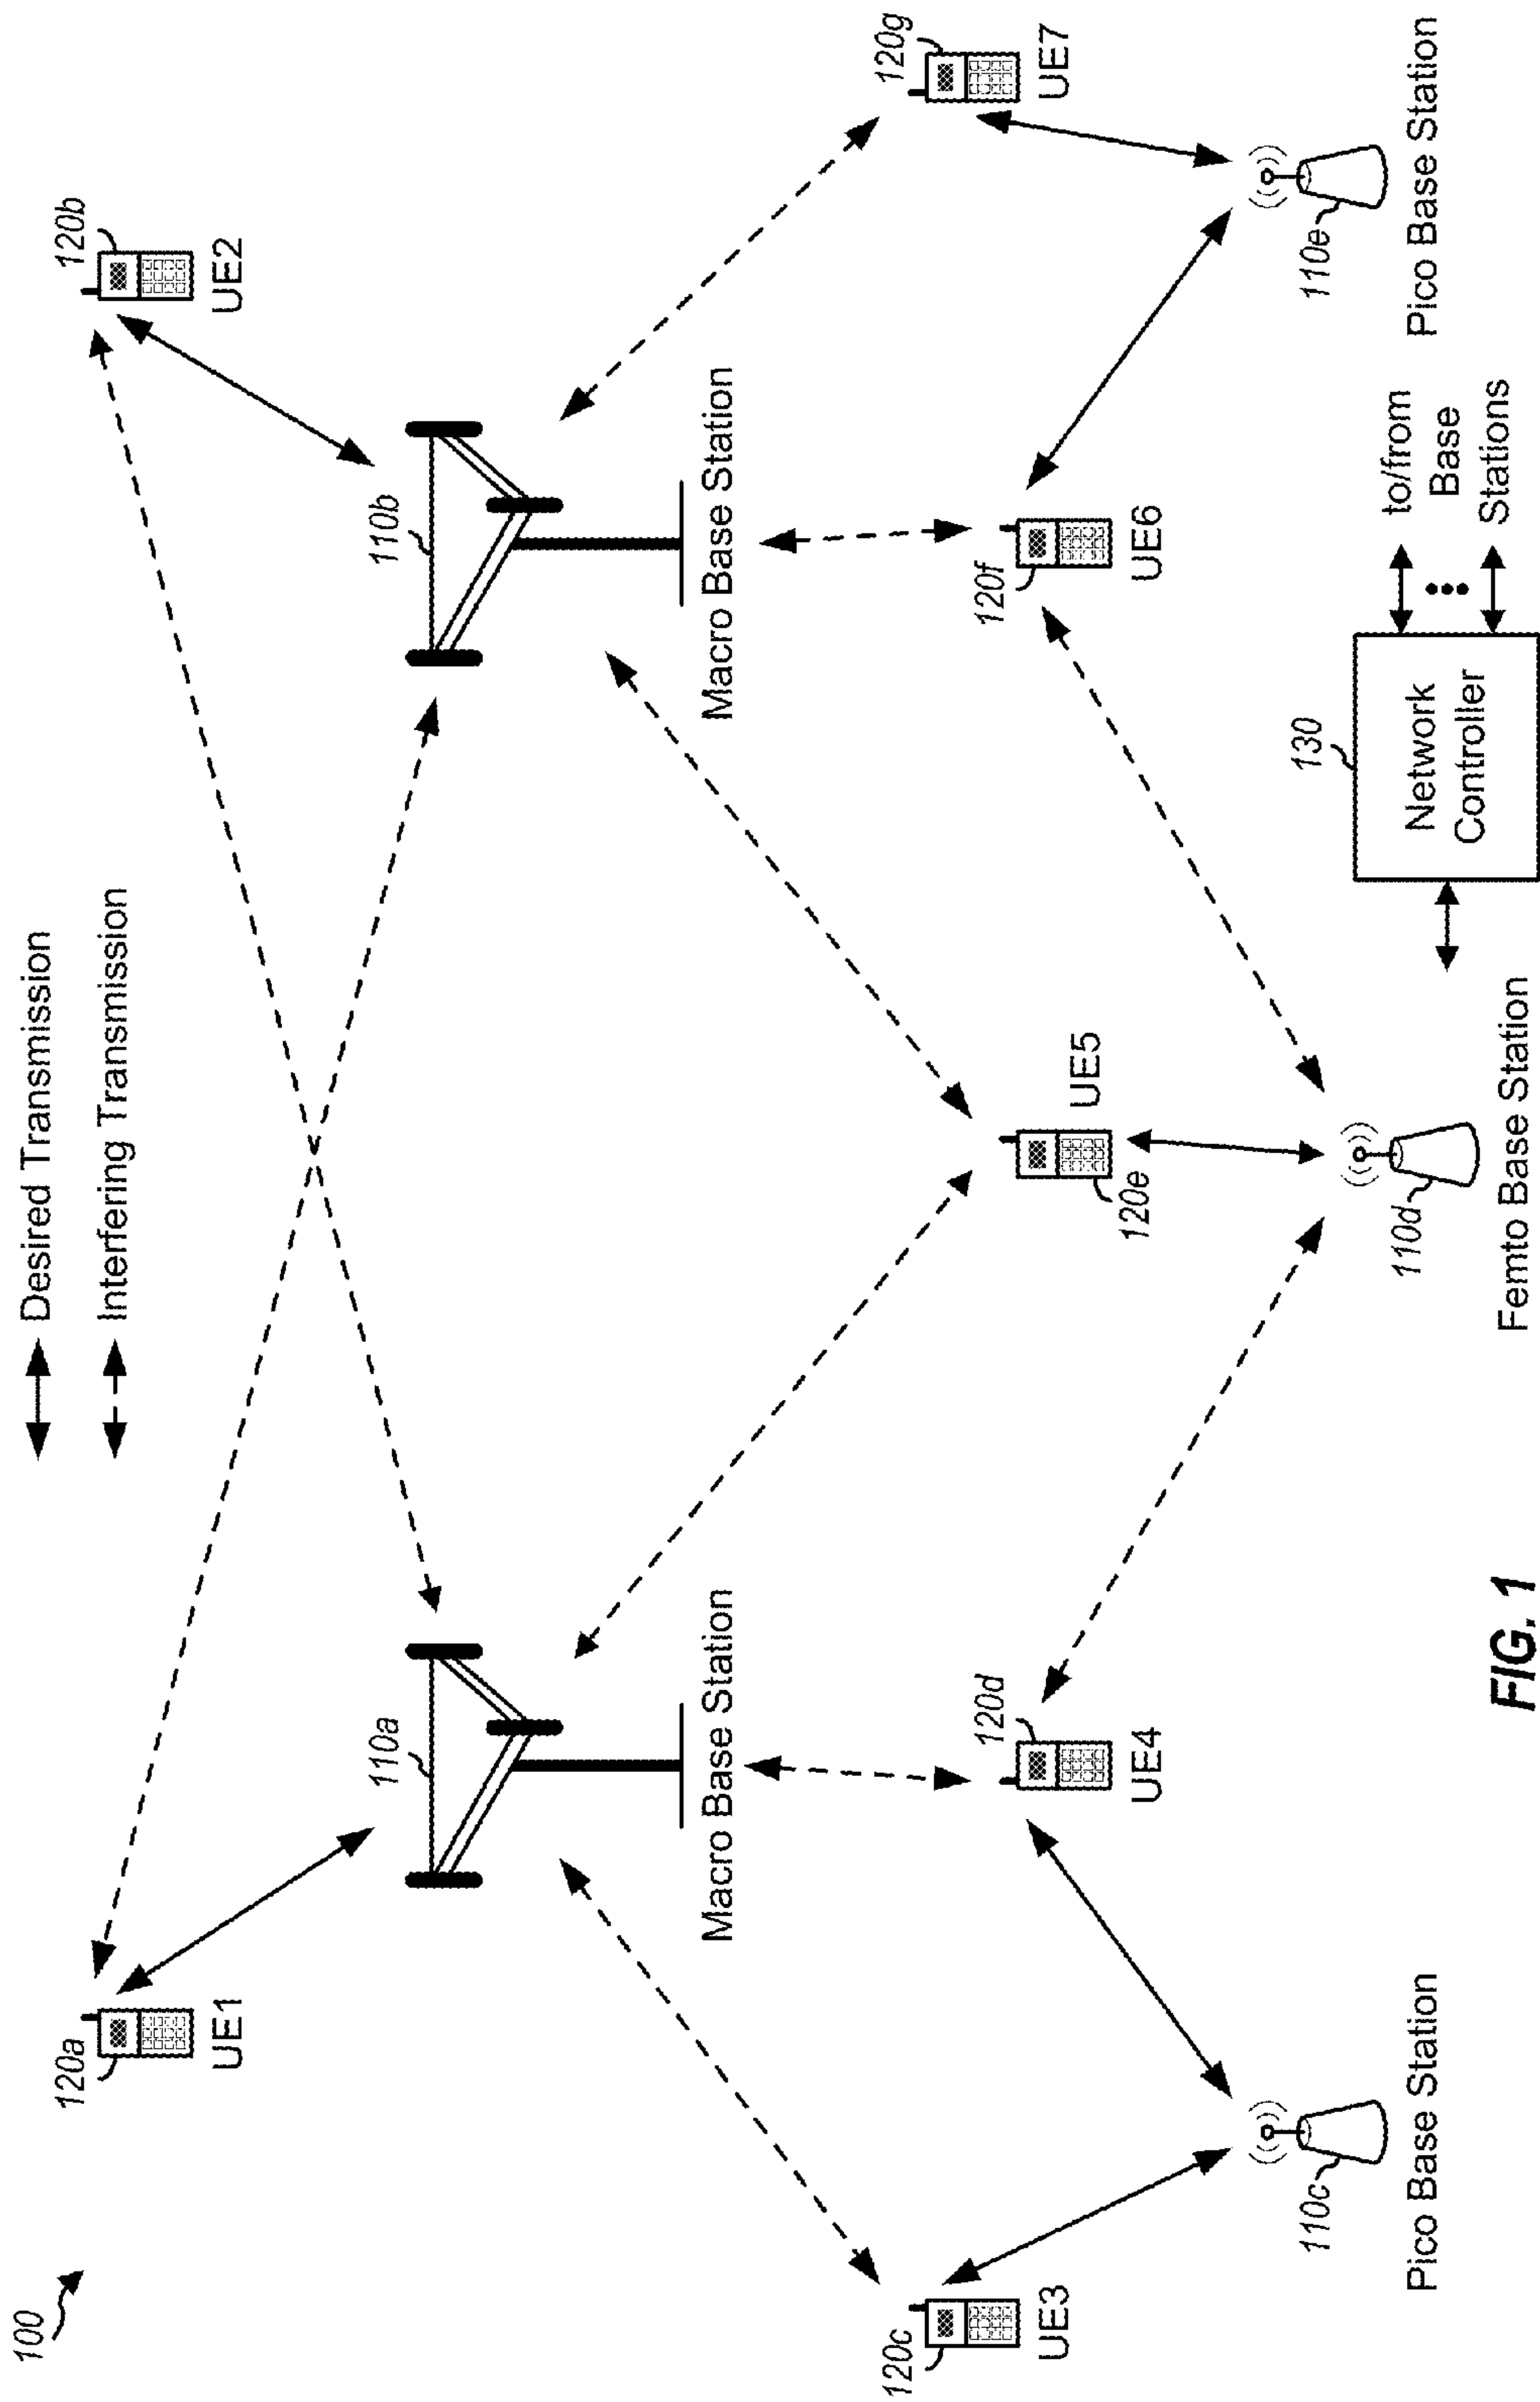 100
Desired Transmission
Interfering Transmission
120a
UE1
120b
UE2
110a
Macro Base Station
110b
Macro Base Station
120c
UE3
120d
UE4
UE5
120e
120f
UE6
120g
UE7
110c
Pico Base Station
110d
Femto Base Station
110e
Pico Base Station
130
Network
Controller
to/from
Base
Stations
FIG. 1